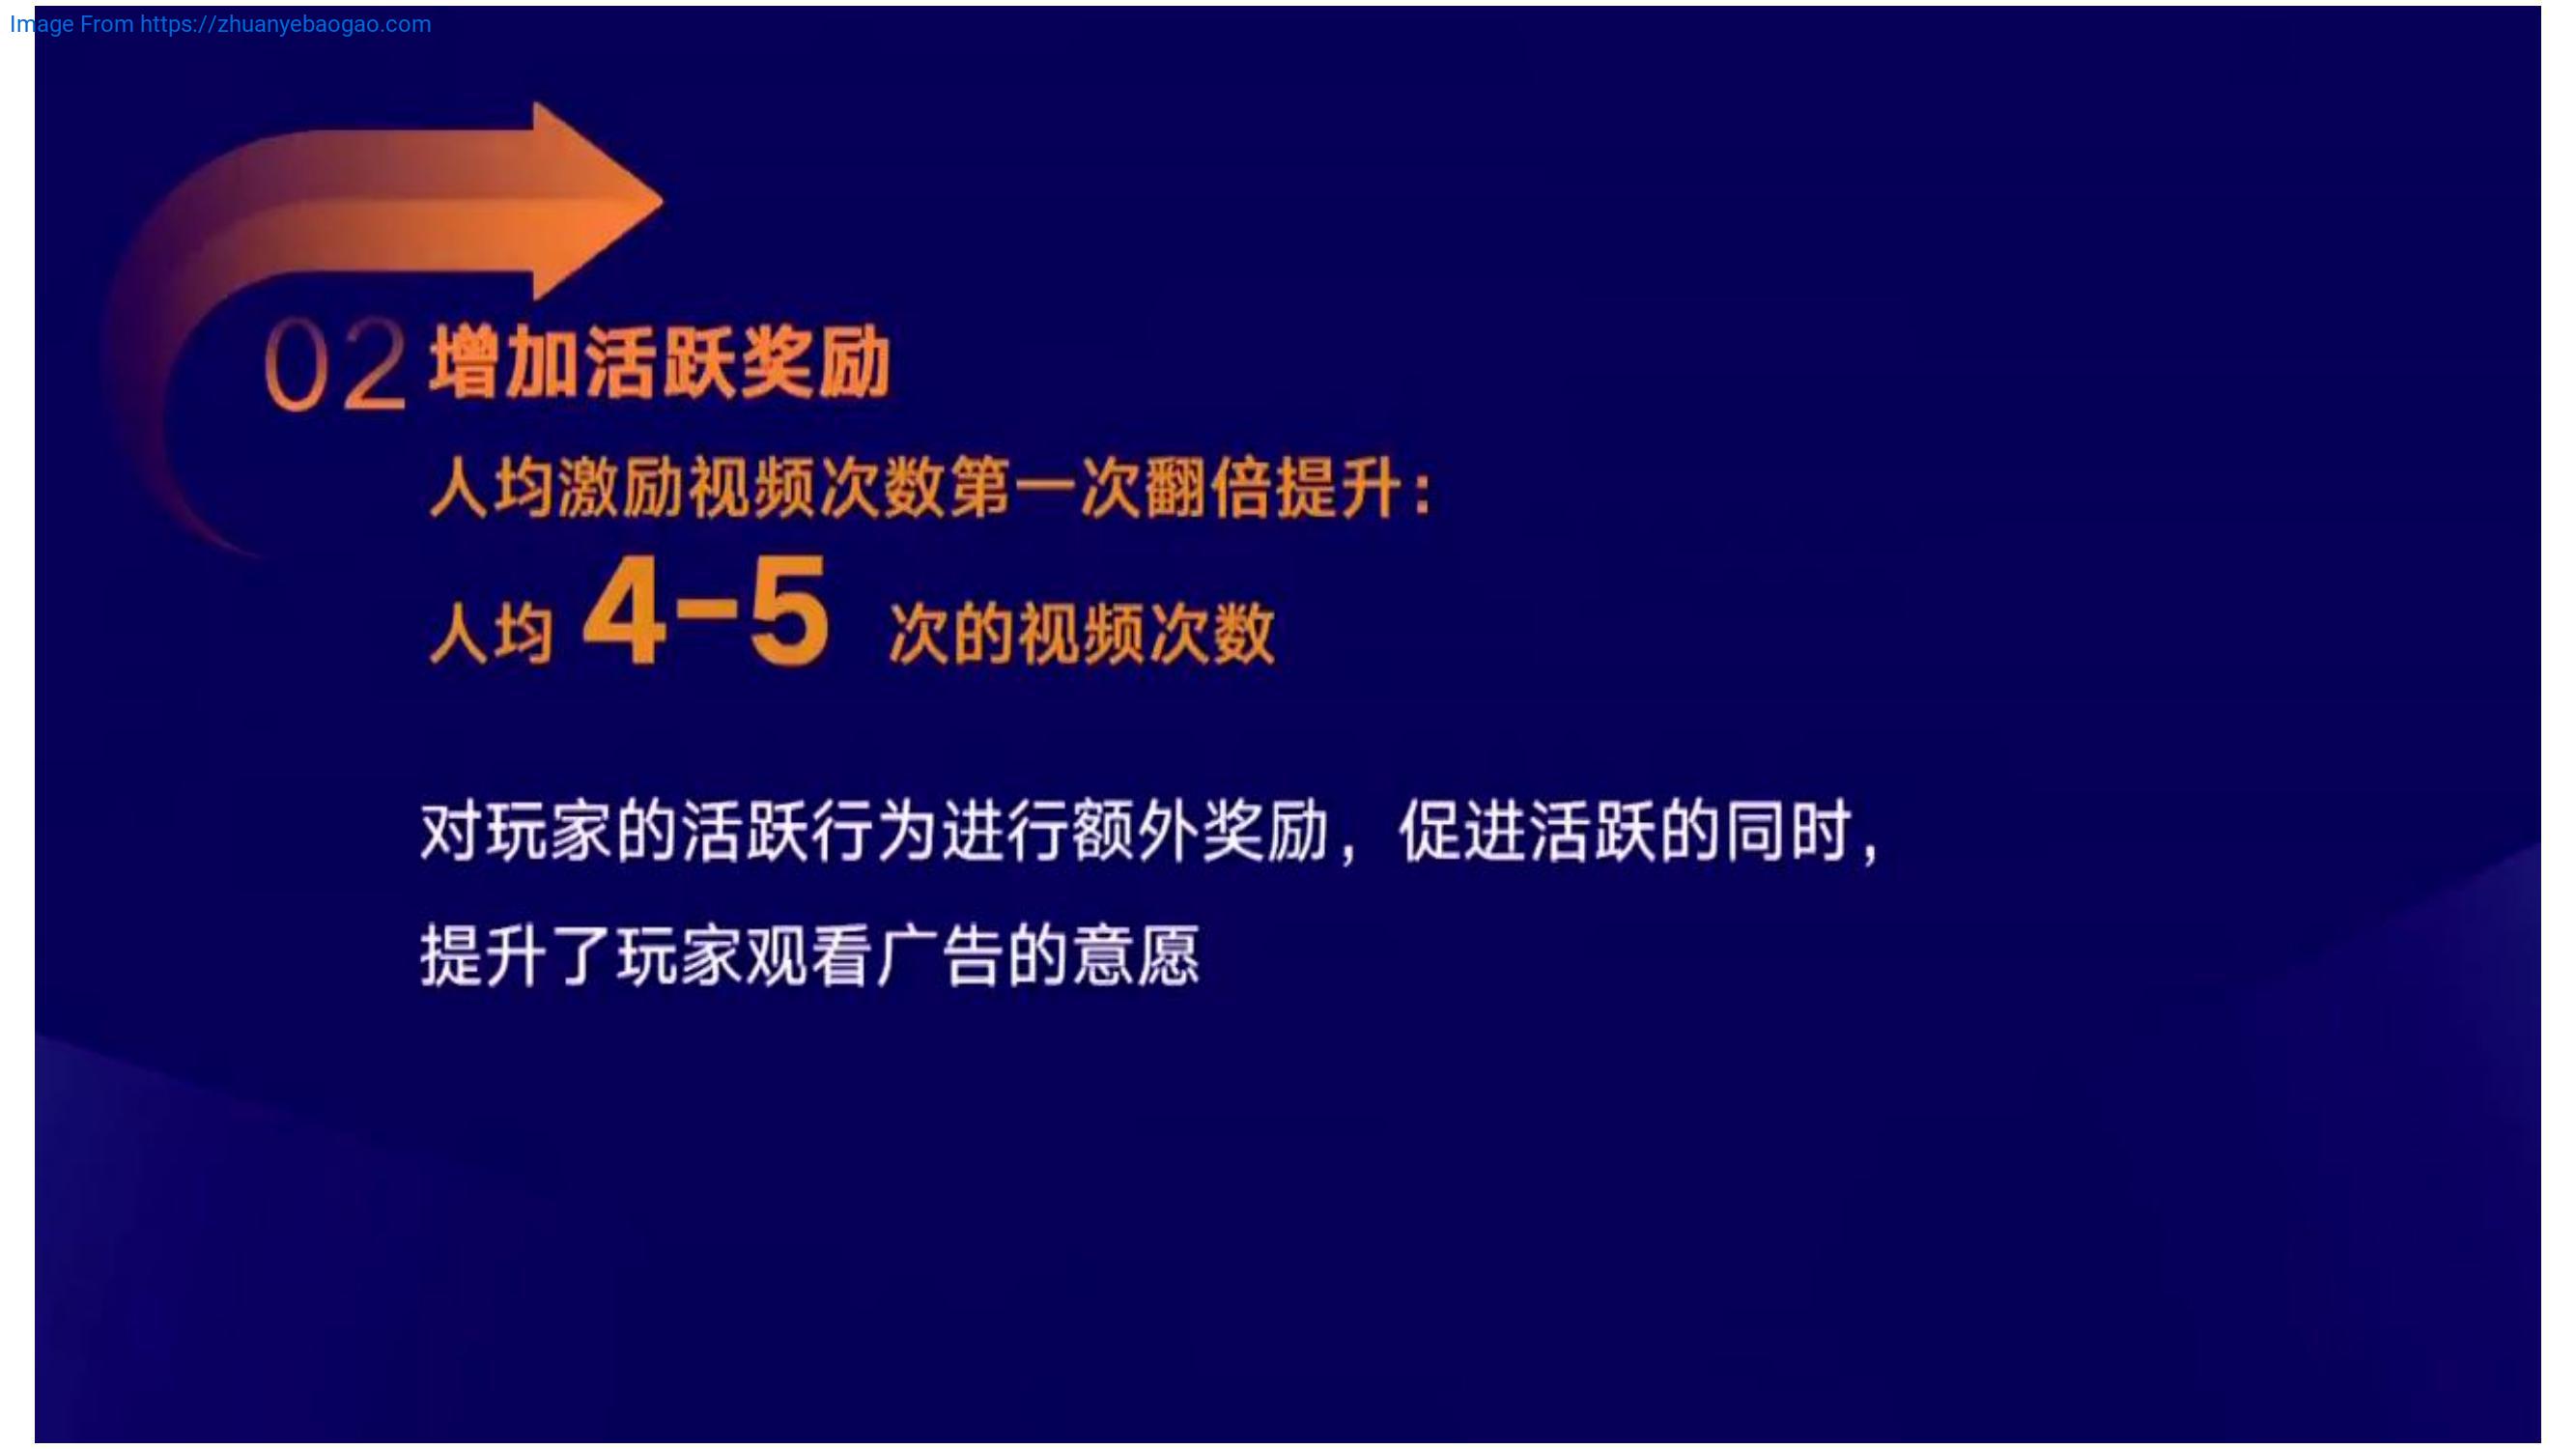 Image From https://zhuanyebaogao.com
02 增加活跃奖励
人均激励视频次数第一次翻倍提升：
人均 4-5 次的视频次数
对玩家的活跃行为进行额外奖励，促进活跃的同时，
提升了玩家观看广告的意愿